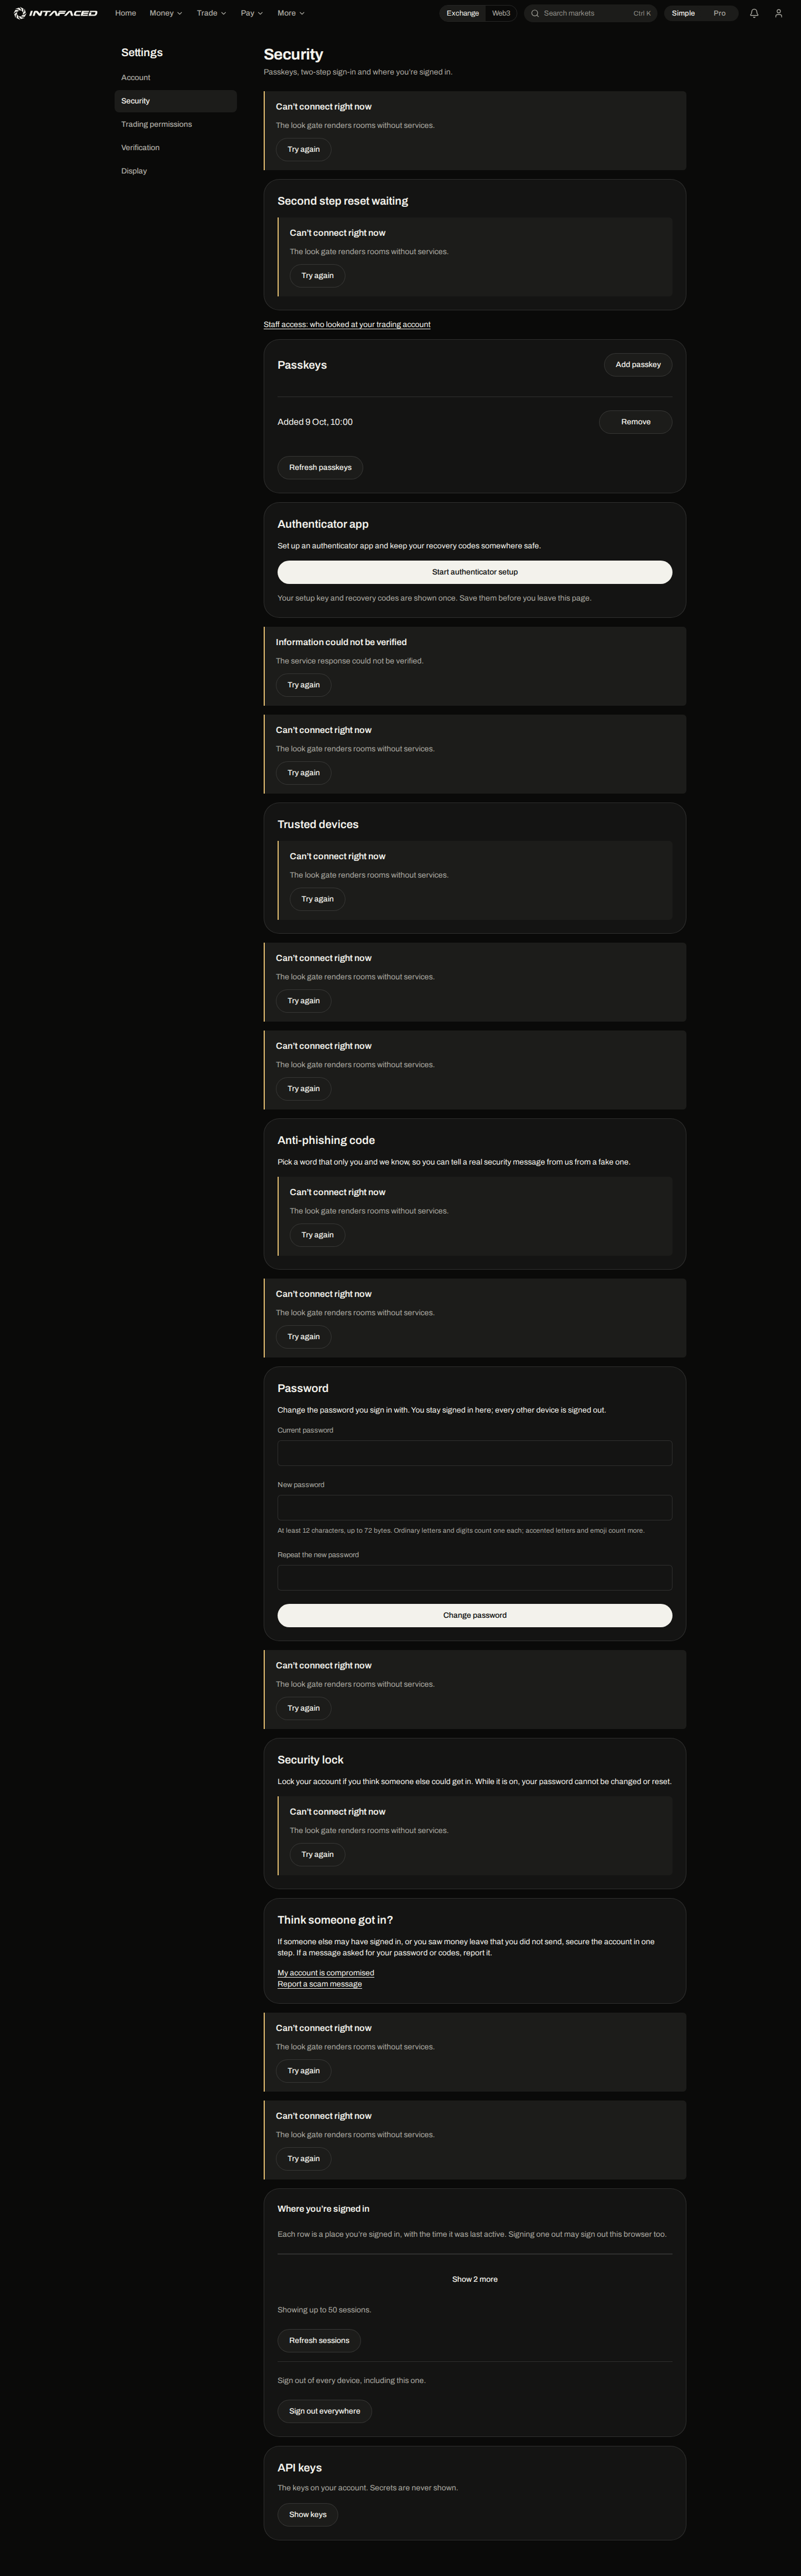 INTAFACED Home Money Trade Pay More Exchange Web3 Search markets Ctrl K Simple Pro
Settings
Account
Security
Trading permissions
Verification
Display
Security
Passkeys, two-step sign-in and where you're signed in.
Can't connect right now
The look gate renders rooms without services.
Try again
Second step reset waiting
Can't connect right now
The look gate renders rooms without services.
Try again
Staff access: who looked at your trading account
Passkeys
Add passkey
Added 9 Oct, 10:00
Remove
Refresh passkeys
Authenticator app
Set up an authenticator app and keep your recovery codes somewhere safe.
Start authenticator setup
Your setup key and recovery codes are shown once. Save them before you leave this page.
Information could not be verified
The service response could not be verified.
Try again
Can't connect right now
The look gate renders rooms without services.
Try again
Trusted devices
Can't connect right now
The look gate renders rooms without services.
Try again
Can't connect right now
The look gate renders rooms without services.
Try again
Can't connect right now
The look gate renders rooms without services.
Try again
Anti-phishing code
Pick a word that only you and we know, so you can tell a real security message from us from a fake one.
Can't connect right now
The look gate renders rooms without services.
Try again
Can't connect right now
The look gate renders rooms without services.
Try again
Password
Change the password you sign in with. You stay signed in here; every other device is signed out.
Current password
New password
At least 12 characters, up to 72 bytes. Ordinary letters and digits count one each; accented letters and emoji count more.
Repeat the new password
Change password
Can't connect right now
The look gate renders rooms without services.
Try again
Security lock
Lock your account if you think someone else could get in. While it is on, your password cannot be changed or reset.
Can't connect right now
The look gate renders rooms without services.
Try again
Think someone got in?
If someone else may have signed in, or you saw money leave that you did not send, secure the account in one
step. If a message asked for your password or codes, report it.
My account is compromised
Report a scam message
Can't connect right now
The look gate renders rooms without services.
Try again
Can't connect right now
The look gate renders rooms without services.
Try again
Where you're signed in
Each row is a place you're signed in, with the time it was last active. Signing one out may sign out this browser too.
Show 2 more
Showing up to 50 sessions.
Refresh sessions
Sign out of every device, including this one.
Sign out everywhere
API keys
The keys on your account. Secrets are never shown.
Show keys